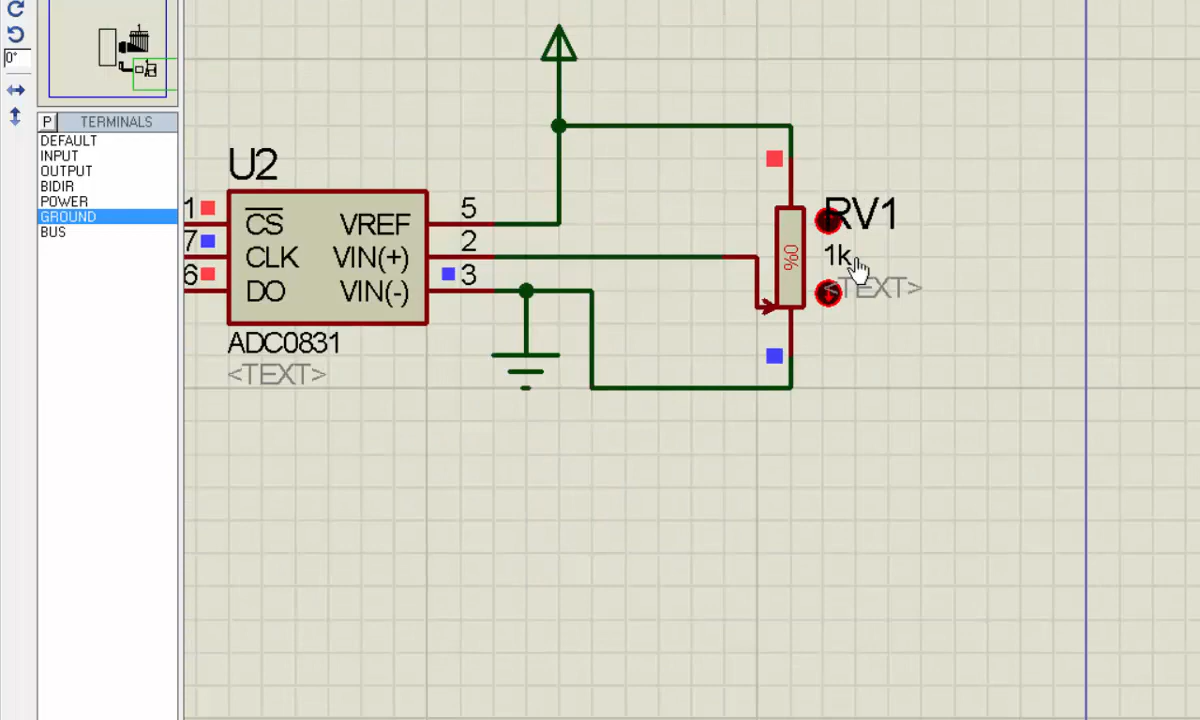 0°
P TERMINALS
DEFAULT
INPUT
OUTPUT
BIDIR
POWER
GROUND
BUS
U2
1 CS VREF 5
7 CLK VIN(+) 2
6 DO VIN(-) 3
ADC0831
<TEXT>
RV1
1k
0%
<TEXT>